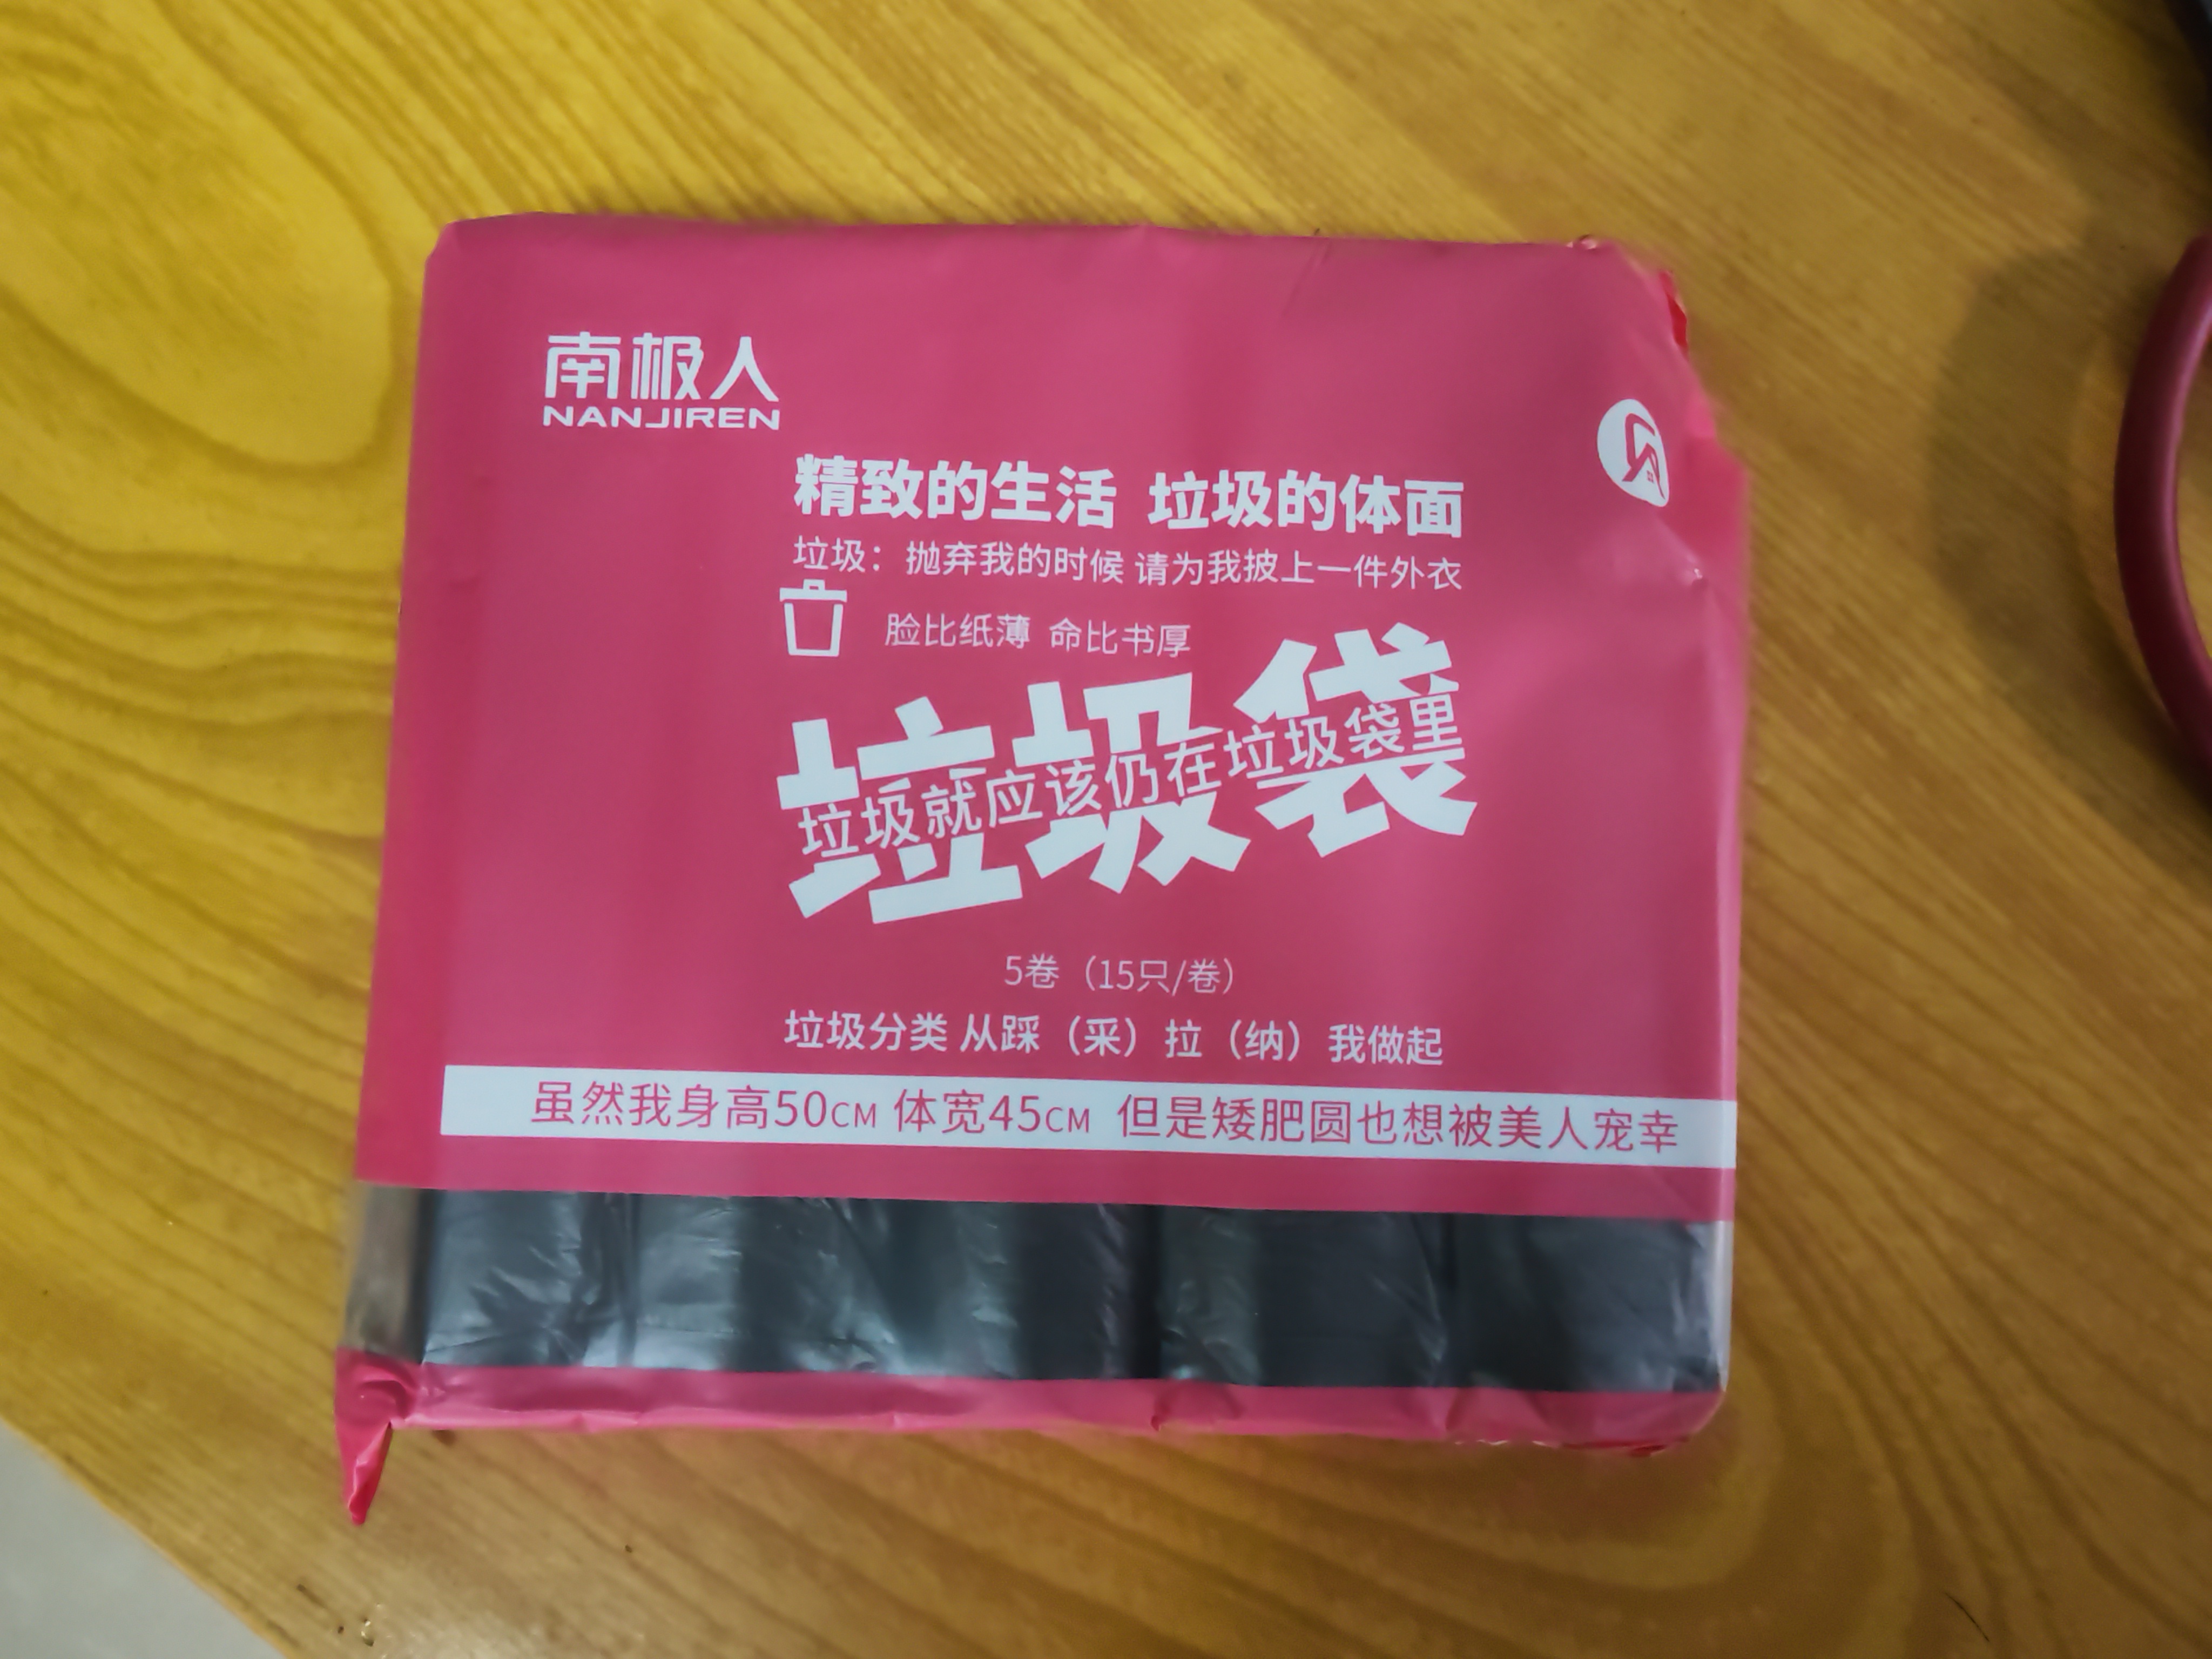 南极人
NANJIREN
精致的生活 垃圾的体面
垃圾：抛弃我的时候 请为我披上一件外衣
脸比纸薄 命比书厚
垃圾袋
垃圾就应该仍在垃圾袋里
5卷（15只/卷）
垃圾分类 从踩（采）拉（纳）我做起
虽然我身高50CM 体宽45CM 但是矮肥圆也想被美人宠幸